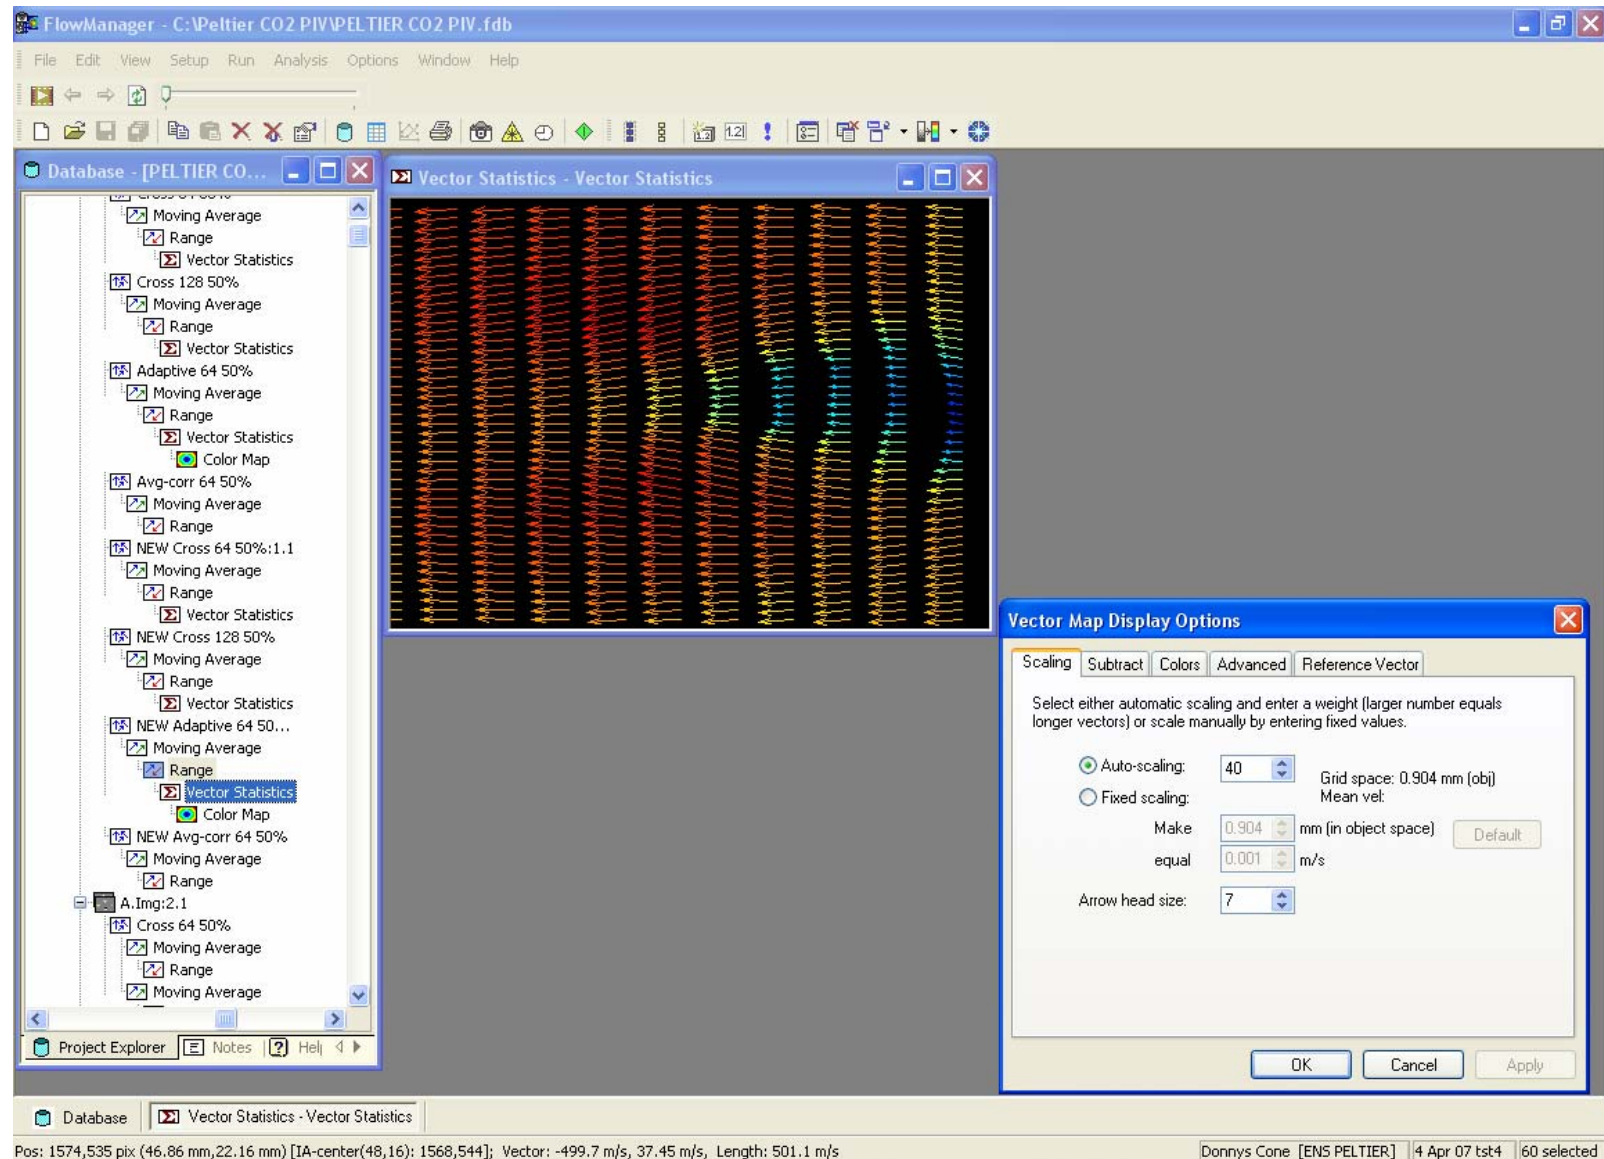 FlowManager - C:\Peltier CO2 PIV\PELTIER CO2 PIV.fdb
File Edit View Setup Run Analysis Options Window Help
Database - [PELTIER CO...
Vector Statistics - Vector Statistics
Moving Average
Range
Vector Statistics
Cross 128 50%
Moving Average
Range
Vector Statistics
Adaptive 64 50%
Moving Average
Range
Vector Statistics
Color Map
Avg-corr 64 50%
Moving Average
Range
NEW Cross 64 50%:1.1
Moving Average
Range
Vector Statistics
NEW Cross 128 50%
Moving Average
Range
Vector Statistics
NEW Adaptive 64 50...
Moving Average
Range
Vector Statistics
Color Map
NEW Avg-corr 64 50%
Moving Average
Range
A.Img:2.1
Cross 64 50%
Moving Average
Range
Moving Average
Project Explorer Notes Hel
Vector Map Display Options
Scaling Subtract Colors Advanced Reference Vector
Select either automatic scaling and enter a weight (larger number equals
longer vectors) or scale manually by entering fixed values.
Auto-scaling: 40
Grid space: 0.904 mm (obj)
Mean vel:
Fixed scaling:
Make 0.904 mm (in object space) Default
equal 0.001 m/s
Arrow head size: 7
OK Cancel Apply
Database Vector Statistics - Vector Statistics
Pos: 1574,535 pix (46.86 mm,22.16 mm) [IA-center(48,16): 1568,544]; Vector: -499.7 m/s, 37.45 m/s, Length: 501.1 m/s
Donnys Cone [ENS PELTIER] 4 Apr 07 tst4 60 selected